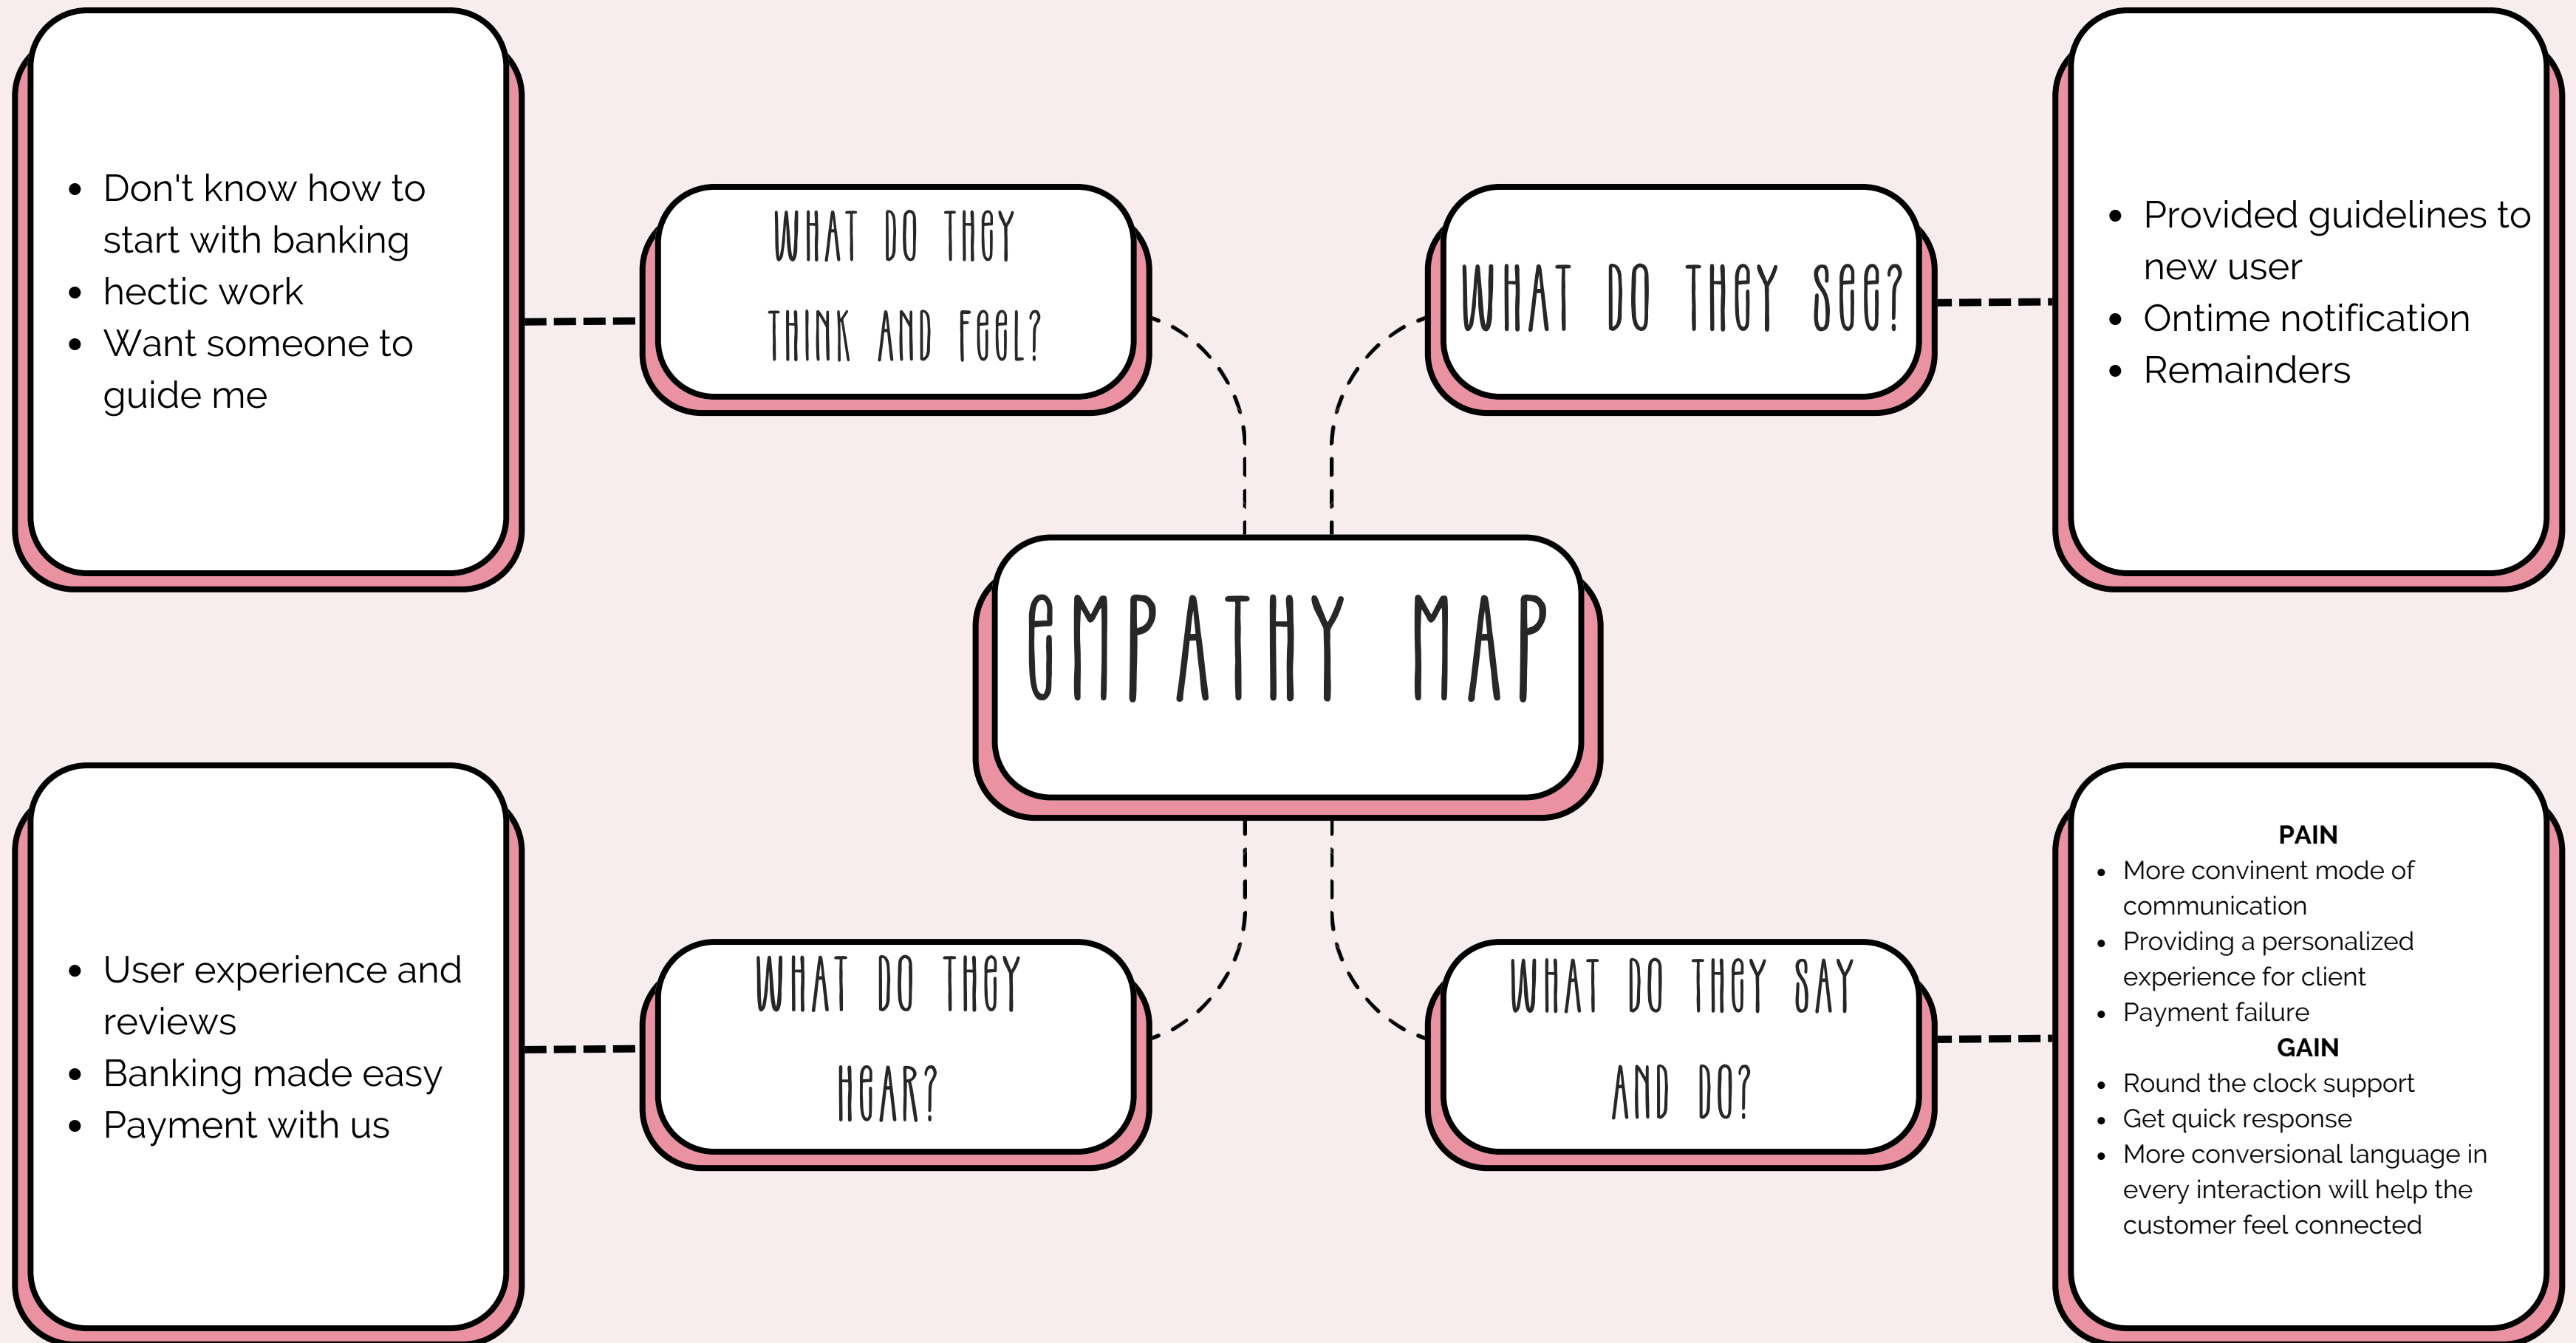 Don't know how to
start with banking
hectic work
Want someone to
guide me
WHAT DO THEY
THINK AND FEEL?
WHAT DO THEY SEE?
Provided guidelines to
new user
Ontime notification
Remainders
EMPATHY MAP
User experience and
reviews
Banking made easy
Payment with us
WHAT DO THEY
HEAR?
WHAT DO THEY SAY
AND DO?
PAIN
More convinent mode of
communication
Providing a personalized
experience for client
Payment failure
GAIN
Round the clock support
Get quick response
More conversional language in
every interaction will help the
customer feel connected